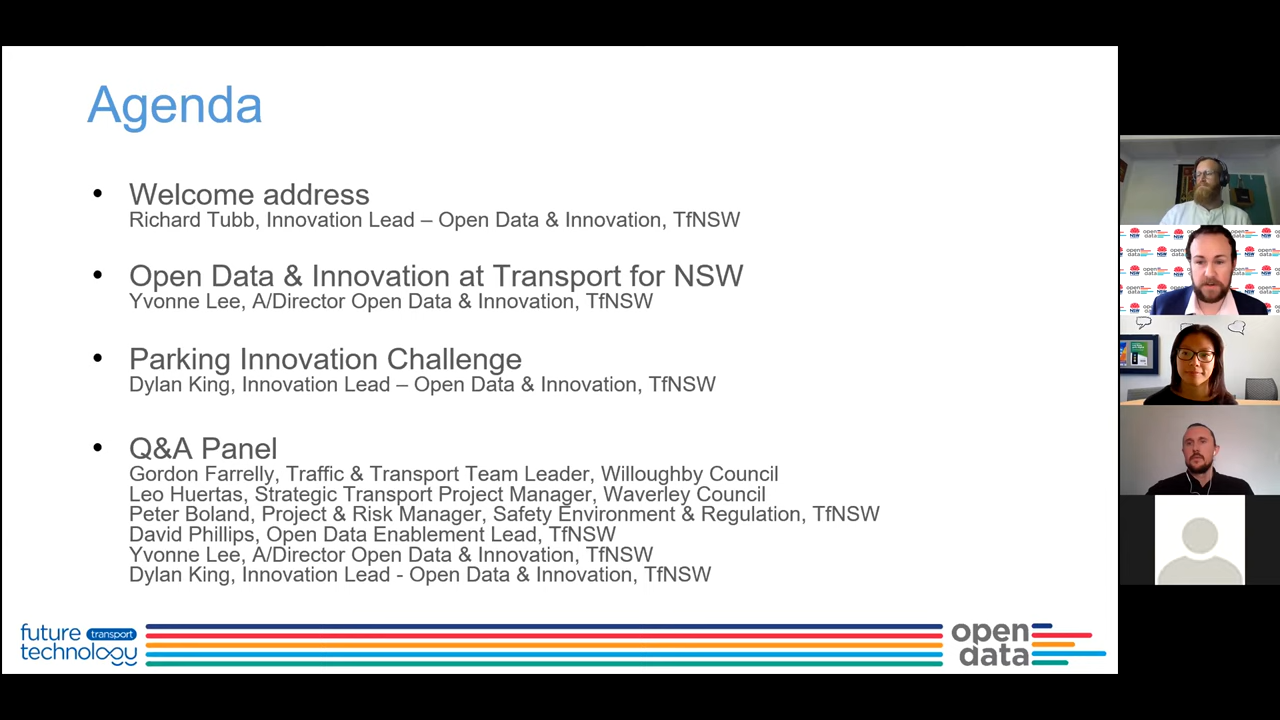 Agenda
• Welcome address
Richard Tubb, Innovation Lead – Open Data & Innovation, TfNSW
• Open Data & Innovation at Transport for NSW
Yvonne Lee, A/Director Open Data & Innovation, TfNSW
• Parking Innovation Challenge
Dylan King, Innovation Lead – Open Data & Innovation, TfNSW
• Q&A Panel
Gordon Farrelly, Traffic & Transport Team Leader, Willoughby Council
Leo Huertas, Strategic Transport Project Manager, Waverley Council
Peter Boland, Project & Risk Manager, Safety Environment & Regulation, TfNSW
David Phillips, Open Data Enablement Lead, TfNSW
Yvonne Lee, A/Director Open Data & Innovation, TfNSW
Dylan King, Innovation Lead - Open Data & Innovation, TfNSW
future transport
technology
open
data